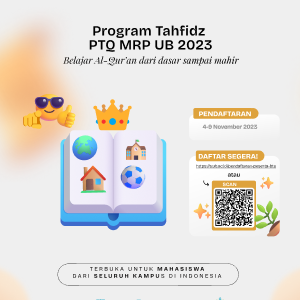 Program Tahfidz
PTQ MRP UB 2023
Belajar Al-Qur'an dari dasar sampai mahir
PENDAFTARAN
4-9 November 2023
DAFTAR SEGERA!
atau
SCAN
TERBUKA UNTUK MAHASISWA
DARI SELURUH KAMPUS DI INDONESIA